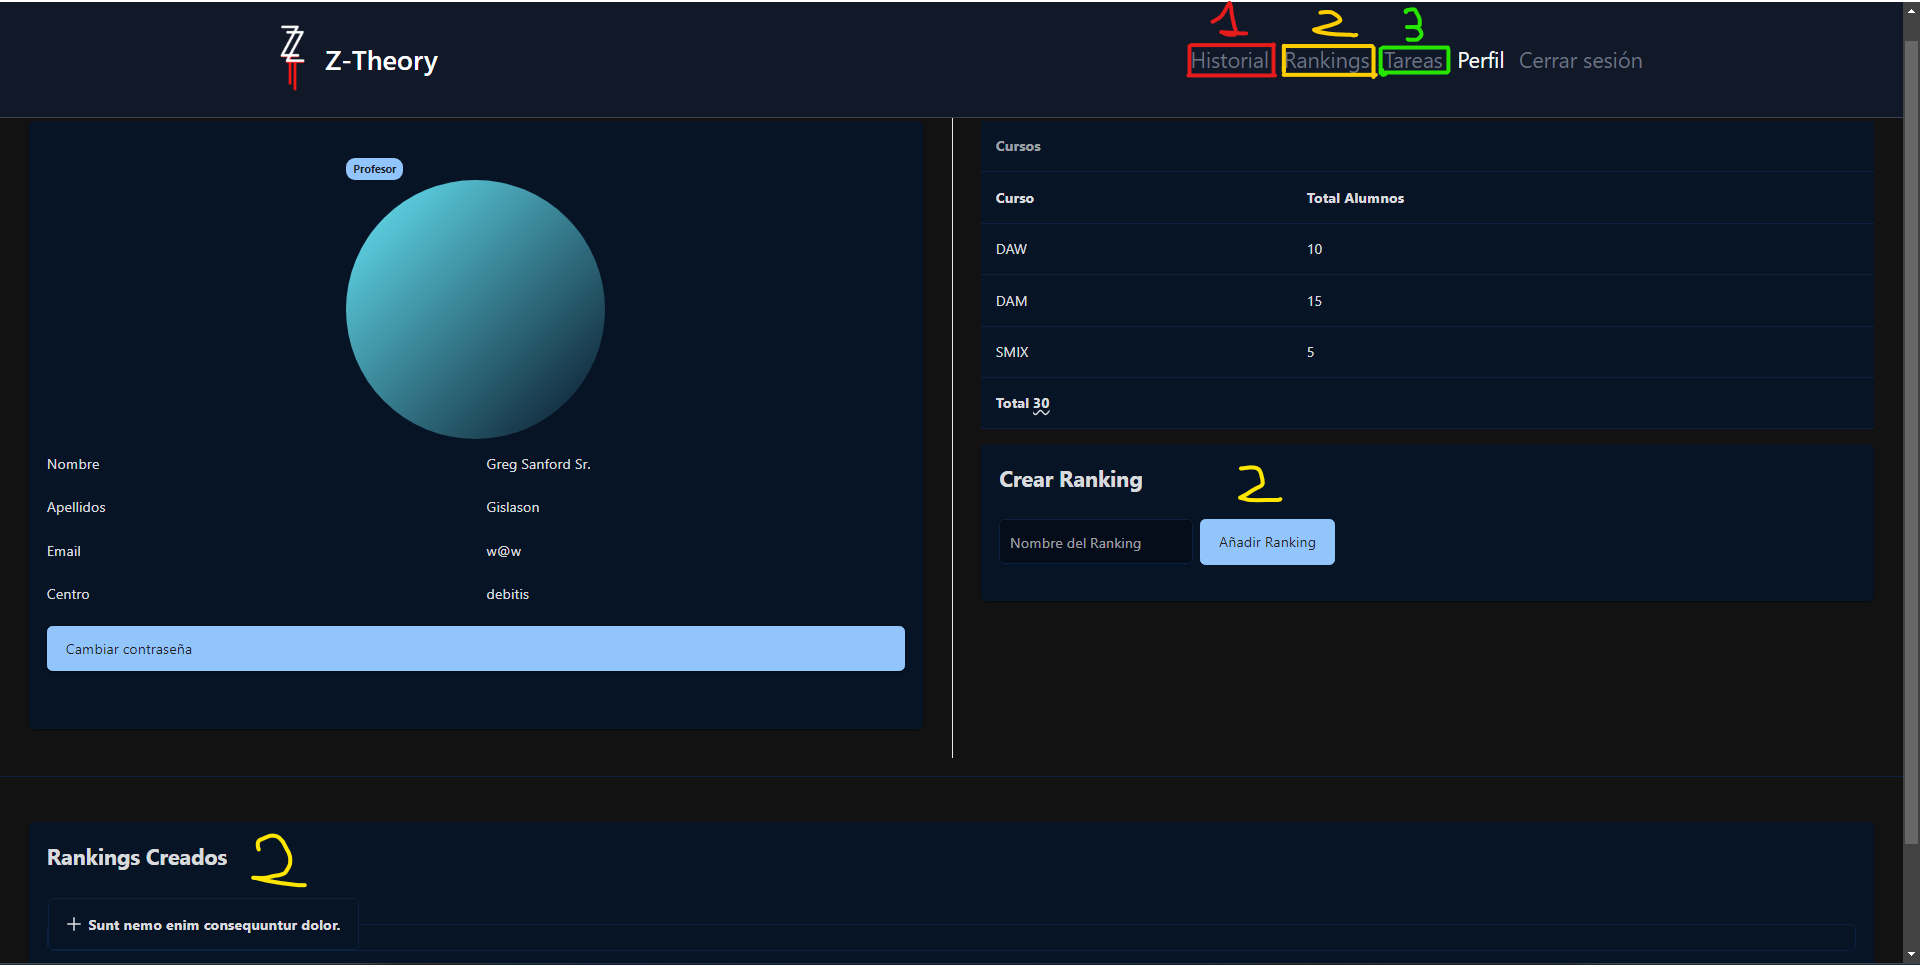 1 2 3
Z-Theory
Historial Rankings Tareas Perfil Cerrar sesión
Profesor
Nombre Greg Sanford Sr.
Apellidos Gislason
Email w@w
Centro debitis
Cambiar contraseña
Cursos
Curso Total Alumnos
DAW 10
DAM 15
SMIX 5
Total 30
Crear Ranking 2
Nombre del Ranking Añadir Ranking
Rankings Creados 2
+ Sunt nemo enim consequuntur dolor.